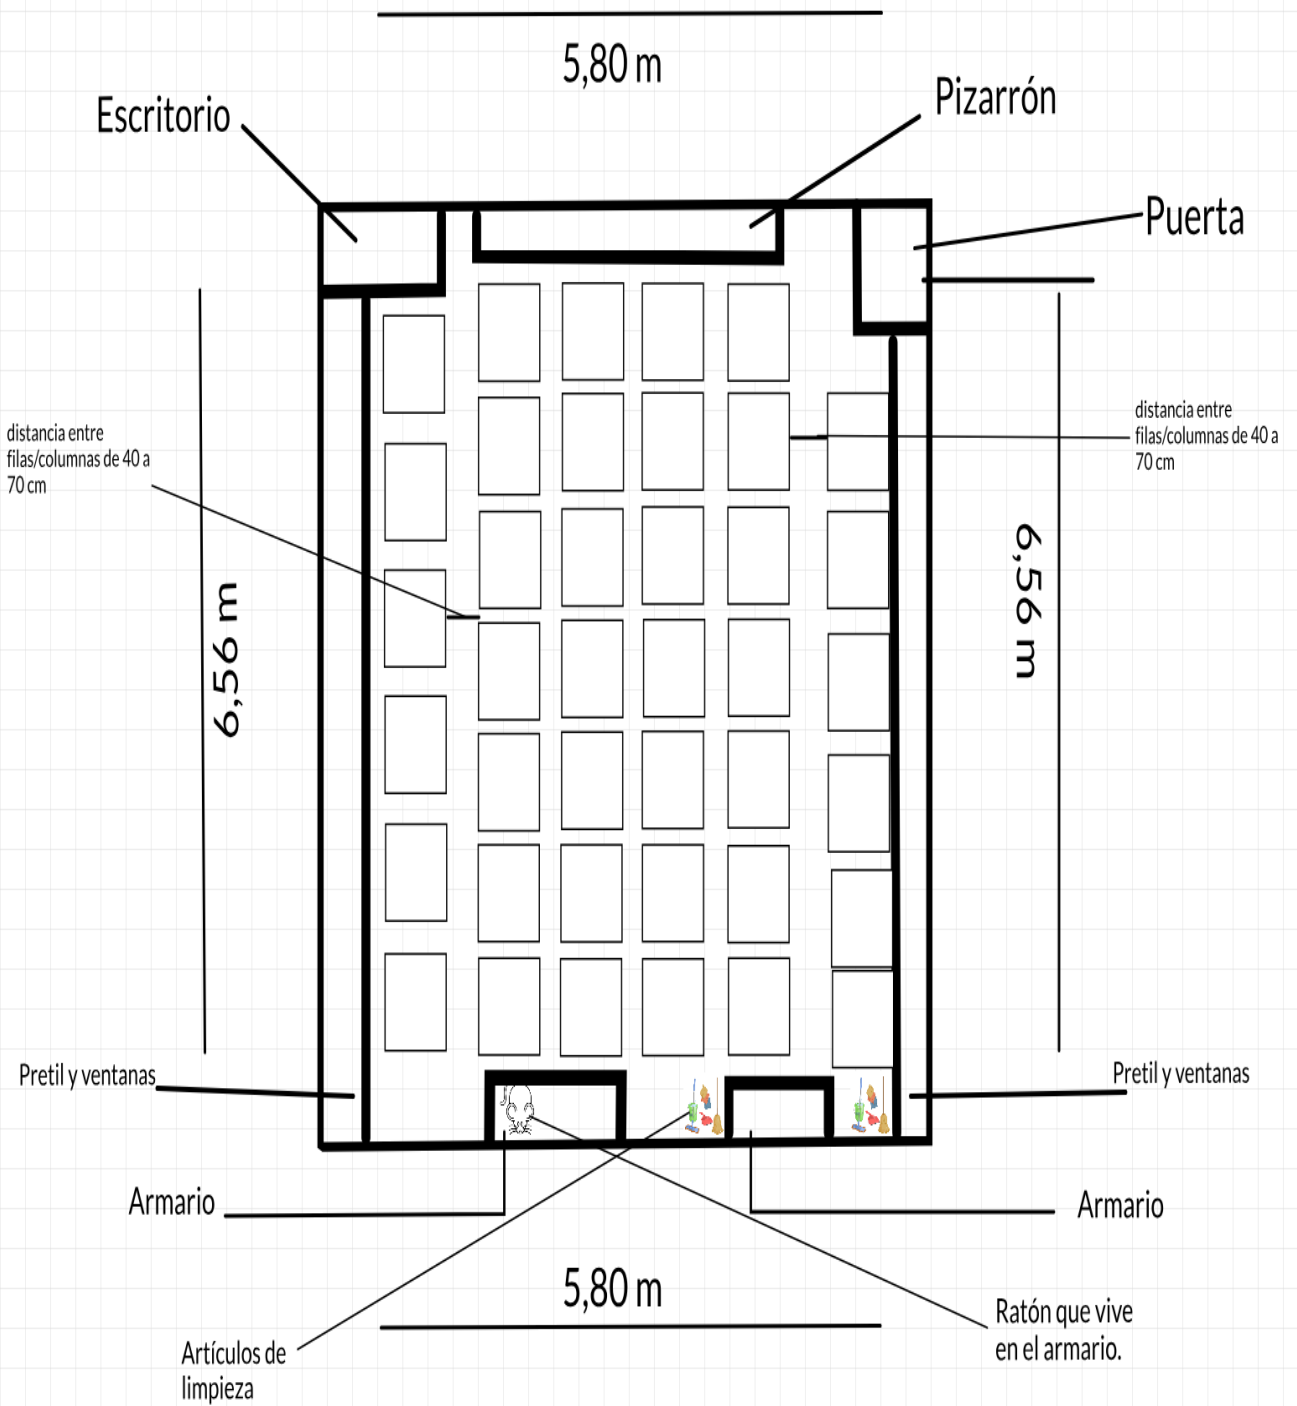 5,80 m
Escritorio
Pizarrón
Puerta
distancia entre
filas/columnas de 40 a
70 cm
distancia entre
filas/columnas de 40 a
70 cm
6,56 m
6,56 m
Pretil y ventanas
Pretil y ventanas
Armario
Armario
5,80 m
Ratón que vive
en el armario.
Artículos de
limpieza